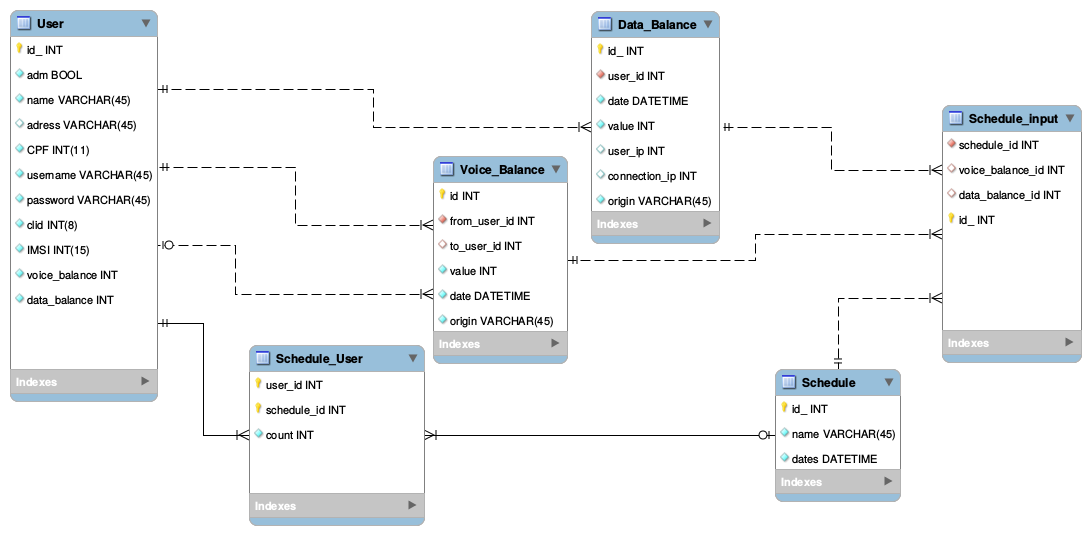 User
id_ INT
adm BOOL
name VARCHAR(45)
adress VARCHAR(45)
CPF INT(11)
username VARCHAR(45)
password VARCHAR(45)
clid INT(8)
IMSI INT(15)
voice_balance INT
data_balance INT
Indexes
Data_Balance
id_ INT
user_id INT
date DATETIME
value INT
user_ip INT
connection_ip INT
origin VARCHAR(45)
Indexes
Voice_Balance
id INT
from_user_id INT
to_user_id INT
value INT
date DATETIME
origin VARCHAR(45)
Indexes
Schedule_input
schedule_id INT
voice_balance_id INT
data_balance_id INT
id_ INT
Indexes
Schedule_User
user_id INT
schedule_id INT
count INT
Indexes
Schedule
id_ INT
name VARCHAR(45)
dates DATETIME
Indexes